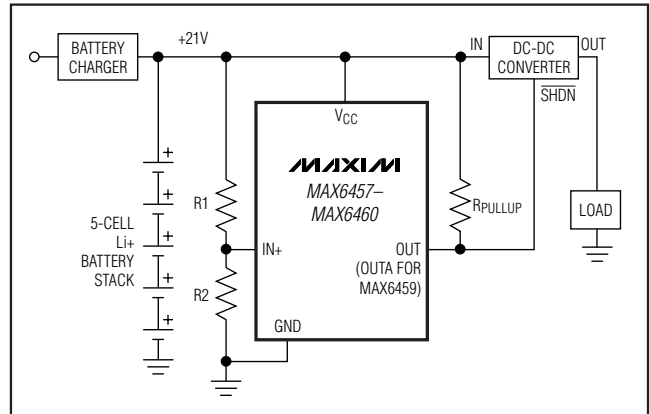 BATTERY
CHARGER
+21V
IN
DC-DC
CONVERTER
OUT
SHDN
VCC
MAXIM
MAX6457–
MAX6460
R1
IN+
R2
GND
OUT
(OUTA FOR
MAX6459)
RPULLUP
LOAD
5-CELL
Li+
BATTERY
STACK
+
+
+
+
+